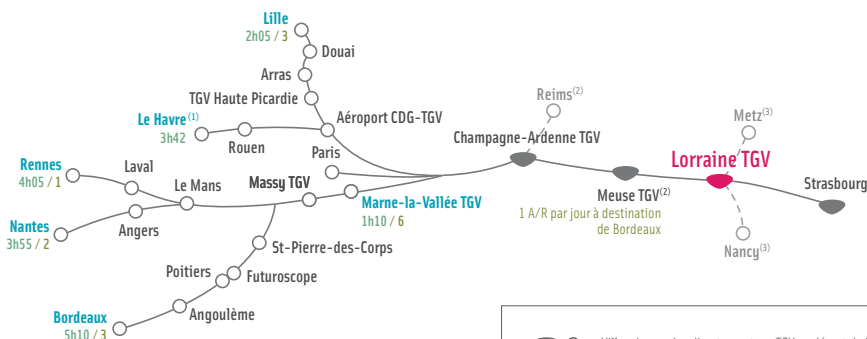 Lille
2h05 / 3
Douai
Arras
TGV Haute Picardie
Reims(2)
Metz(3)
Le Havre (1)
3h42
Aéroport CDG-TGV
Rouen
Champagne-Ardenne TGV
Paris
Lorraine TGV
Rennes
4h05 / 1
Laval
Le Mans
Massy TGV
Marne-la-Vallée TGV
1h10 / 6
Meuse TGV(2)
1 A/R par jour à destination
de Bordeaux
Strasbourg
Nantes
3h55 / 2
Angers
St-Pierre-des-Corps
Nancy(3)
Poitiers
Futuroscope
Angoulême
Bordeaux
5h10 / 3